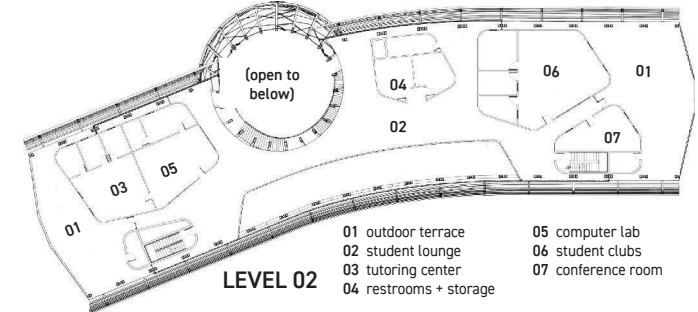 (open to
below)
04
06
01
02
07
03
05
01
LEVEL 02
01 outdoor terrace
02 student lounge
03 tutoring center
04 restrooms + storage
05 computer lab
06 student clubs
07 conference room